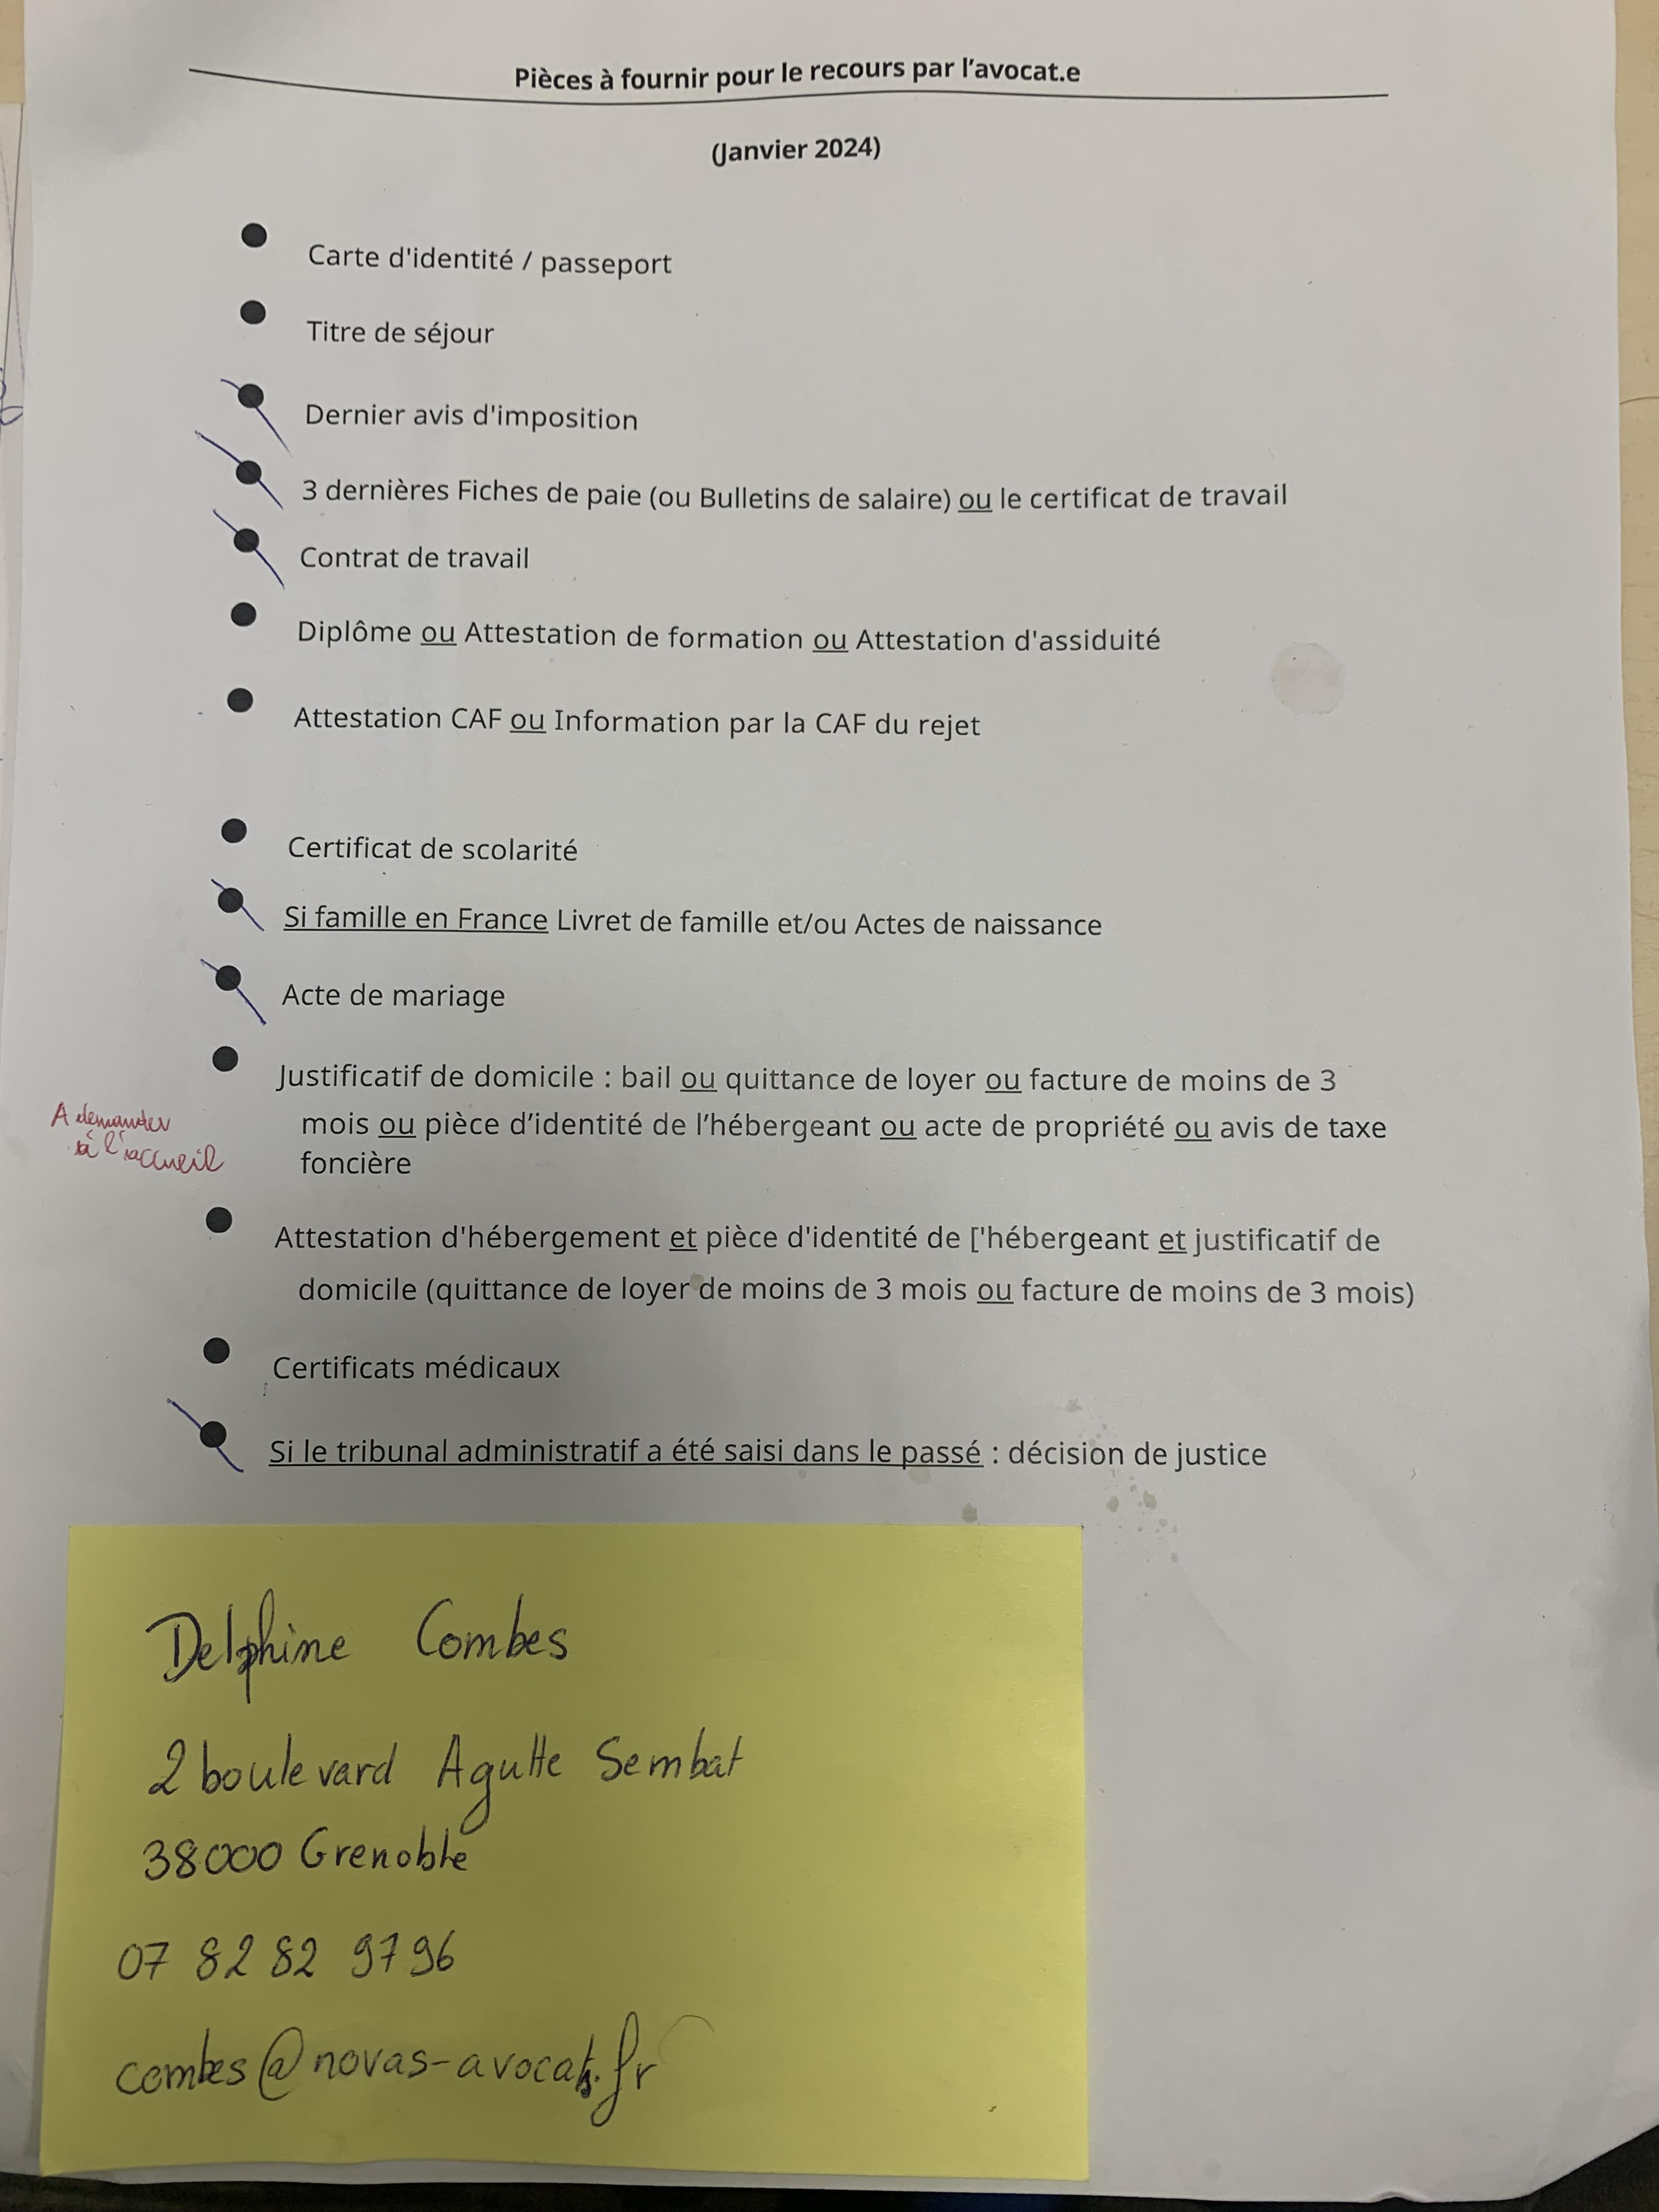 Pièces à fournir pour le recours par l’avocat.e
(Janvier 2024)
Carte d'identité / passeport
Titre de séjour
Dernier avis d'imposition
3 dernières Fiches de paie (ou Bulletins de salaire) ou le certificat de travail
Contrat de travail
Diplôme ou Attestation de formation ou Attestation d'assiduité
Attestation CAF ou Information par la CAF du rejet
Certificat de scolarité
Si famille en France Livret de famille et/ou Actes de naissance
Acte de mariage
Justificatif de domicile : bail ou quittance de loyer ou facture de moins de 3
mois ou pièce d’identité de l’hébergeant ou acte de propriété ou avis de taxe
foncière
A demander
à l'accueil
Attestation d'hébergement et pièce d'identité de ['hébergeant et justificatif de
domicile (quittance de loyer de moins de 3 mois ou facture de moins de 3 mois)
Certificats médicaux
Si le tribunal administratif a été saisi dans le passé : décision de justice
Delphine Combes
2 boulevard Agutte Sembat
38000 Grenoble
07 82 82 97 96
combes@novas-avocats.fr